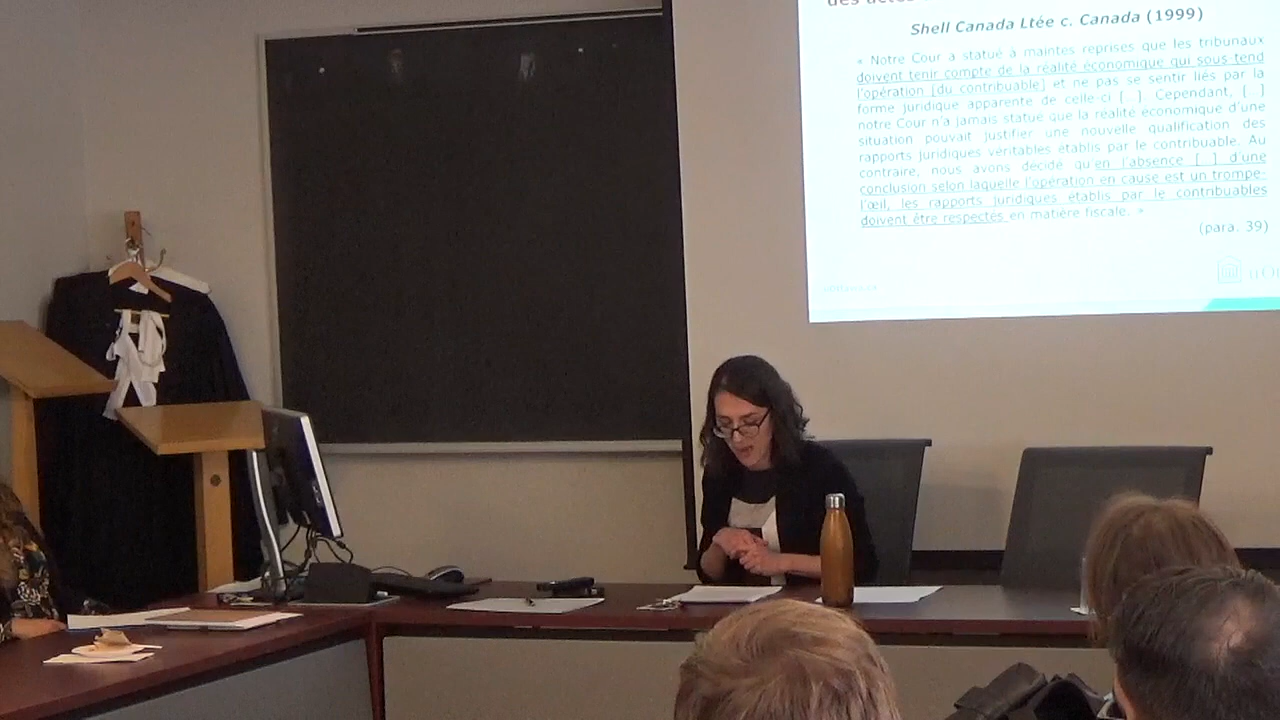 des actes
Shell Canada Ltée c. Canada (1999)
« Notre Cour a statué à maintes reprises que les tribunaux
doivent tenir compte de la réalité économique qui sous tend
l'opération [du contribuable] et ne pas se sentir liés par la
forme juridique apparente de celle-ci [...]. Cependant, [...]
notre Cour n'a jamais statué que la réalité économique d'une
situation pouvait justifier une nouvelle qualification des
rapports juridiques véritables établis par le contribuable. Au
contraire, nous avons décidé qu'en l'absence [...] d'une
conclusion selon laquelle l'opération en cause est un trompe-
l'œil, les rapports juridiques établis par le contribuables
doivent être respectés en matière fiscale. »
(para. 39)